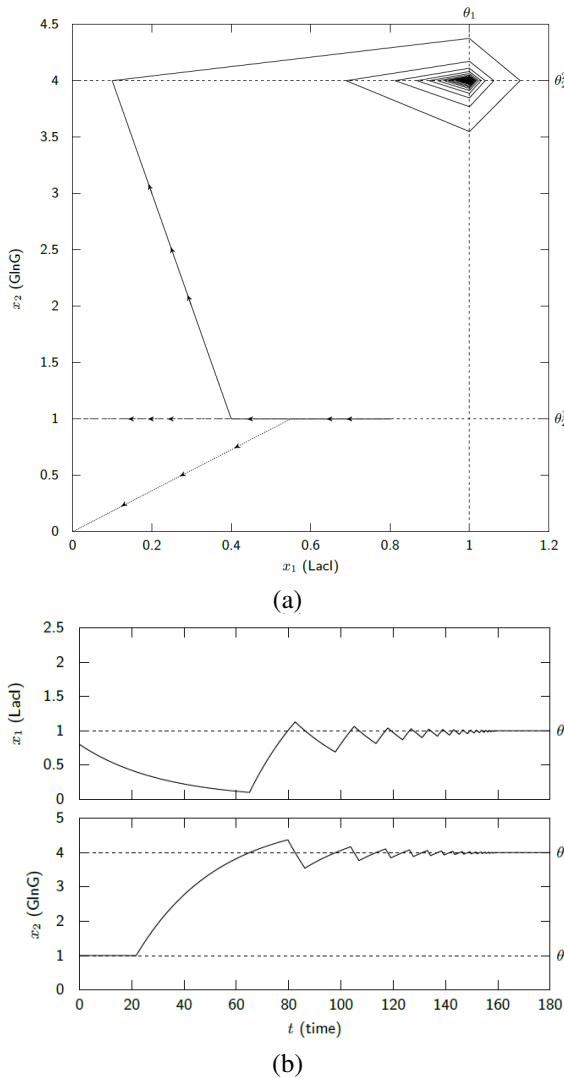 θ₁
4.5
4 θ₂²
3.5
3
2.5
x₂ (GlnG)
2
1.5
1 θ₂¹
0.5
0
0 0.2 0.4 0.6 0.8 1 1.2
x₁ (LacI)
(a)
2.5
2
1.5
x₁ (LacI)
1 θ
0.5
0
5
4 θ
3
x₂ (GlnG)
2
1 θ
0
0 20 40 60 80 100 120 140 160 180
t (time)
(b)